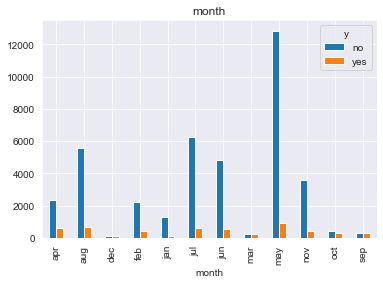 month
y
no
yes
12000
10000
8000
6000
4000
2000
0
apr
aug
dec
feb
jan
jul
jun
mar
may
nov
oct
sep
month